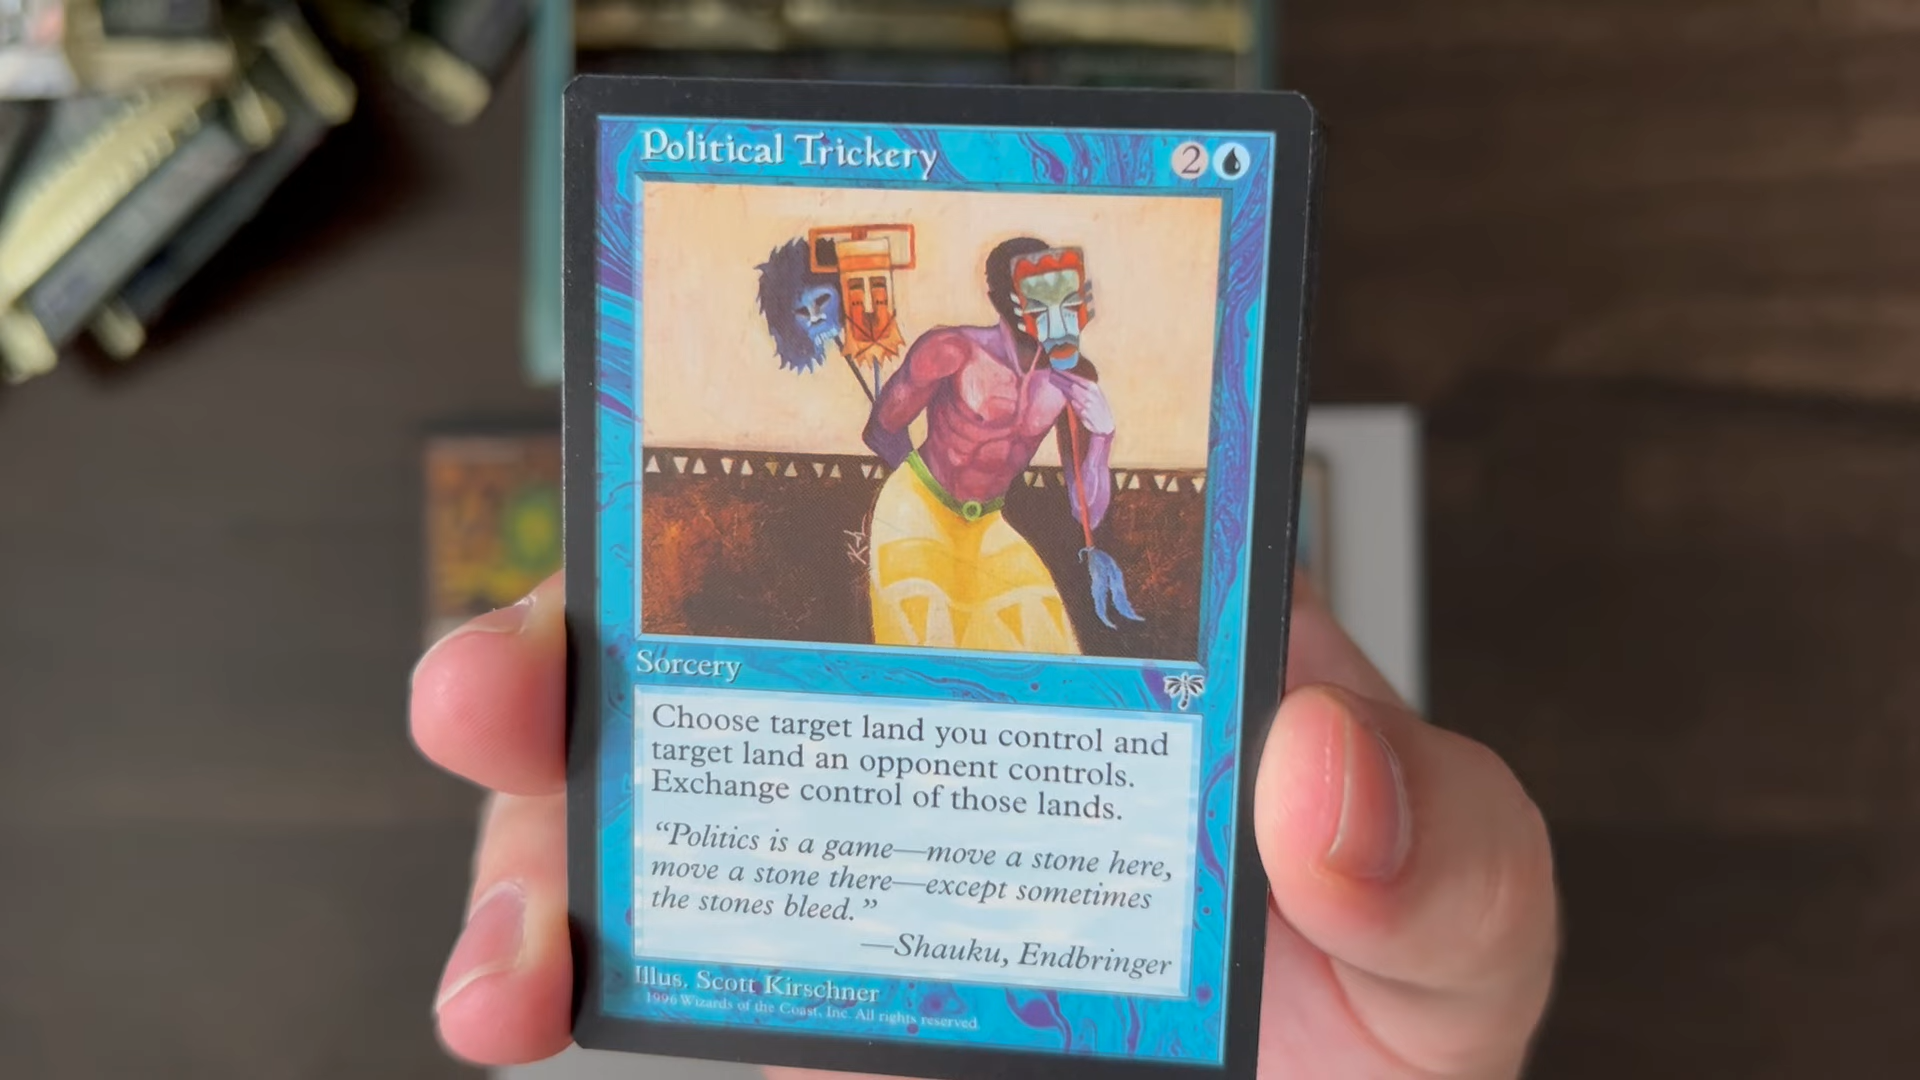 Political Trickery 2
Sorcery
Choose target land you control and
target land an opponent controls.
Exchange control of those lands.
“Politics is a game—move a stone here,
move a stone there—except sometimes
the stones bleed.”
—Shauku, Endbringer
Illus. Scott Kirschner
1996 Wizards of the Coast, Inc. All rights reserved